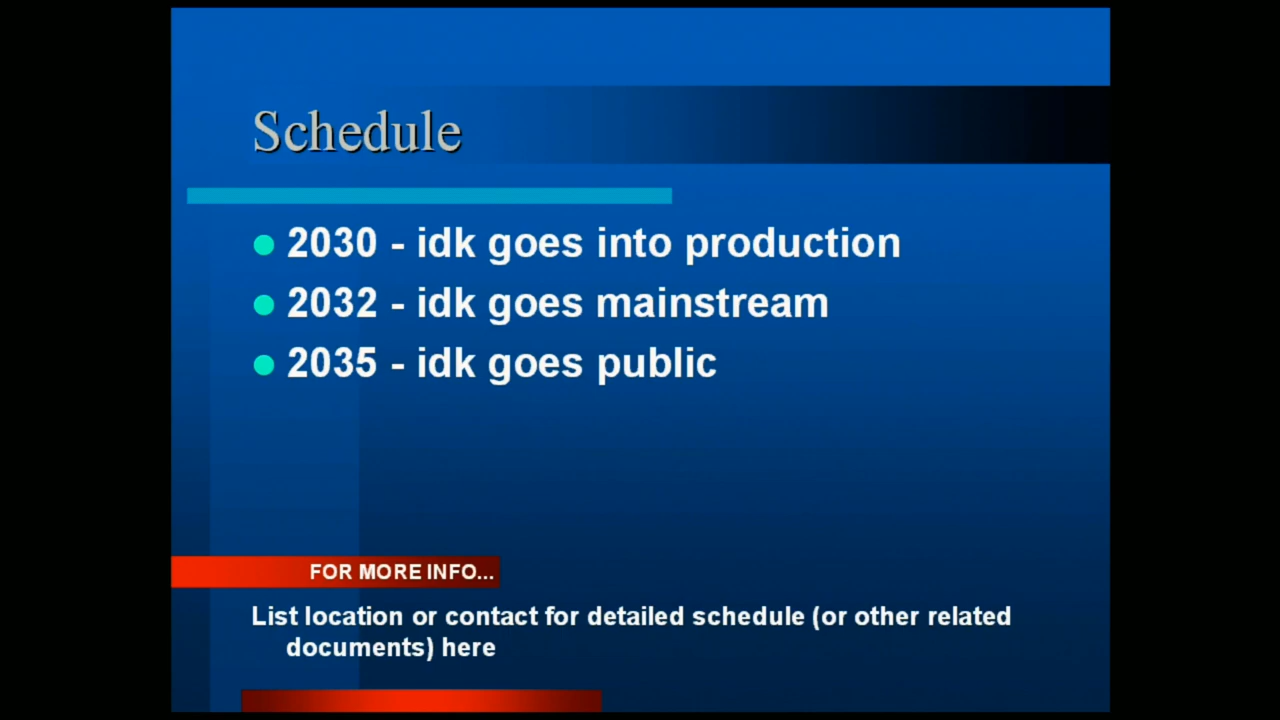 Schedule
2030 - idk goes into production
2032 - idk goes mainstream
2035 - idk goes public
FOR MORE INFO...
List location or contact for detailed schedule (or other related
documents) here